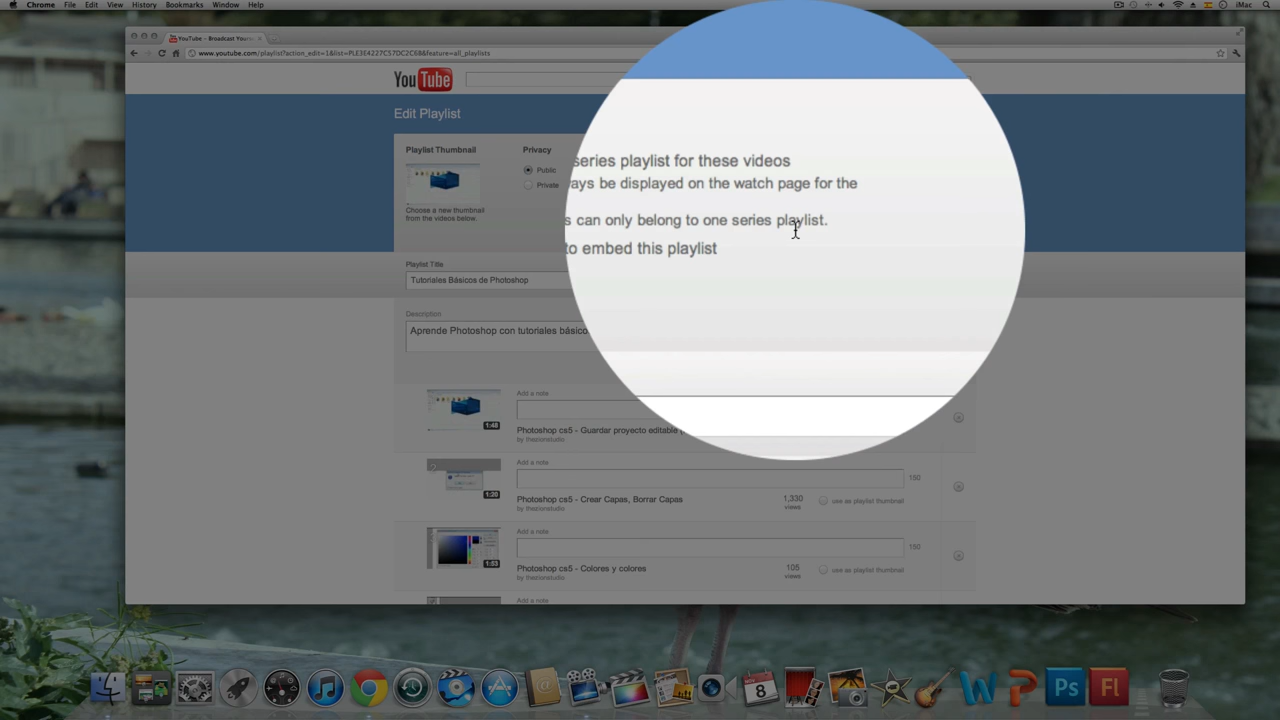 Chrome File Edit View History Bookmarks Window Help iMac
YouTube - Broadcast Yours
www.youtube.com/playlist?action_edit=1&list=PLE3E4227C57DC2C68&feature=all_playlists
YouTube
Edit Playlist
Playlist Thumbnail
Privacy
Public
Private
Choose a new thumbnail
from the videos below.
series playlist for these videos
ays be displayed on the watch page for the
s can only belong to one series playlist.
to embed this playlist
Playlist Title
Tutoriales Básicos de Photoshop
Description
Aprende Photoshop con tutoriales básico
Add a note
1:48
Photoshop cs5 - Guardar proyecto editable
by thezionstudio
Add a note
150
1:20
Photoshop cs5 - Crear Capas, Borrar Capas
by thezionstudio
1,330
views
use as playlist thumbnail
Add a note
150
1:53
Photoshop cs5 - Colores y colores
by thezionstudio
105
views
use as playlist thumbnail
Add a note
8
W P Ps Fl